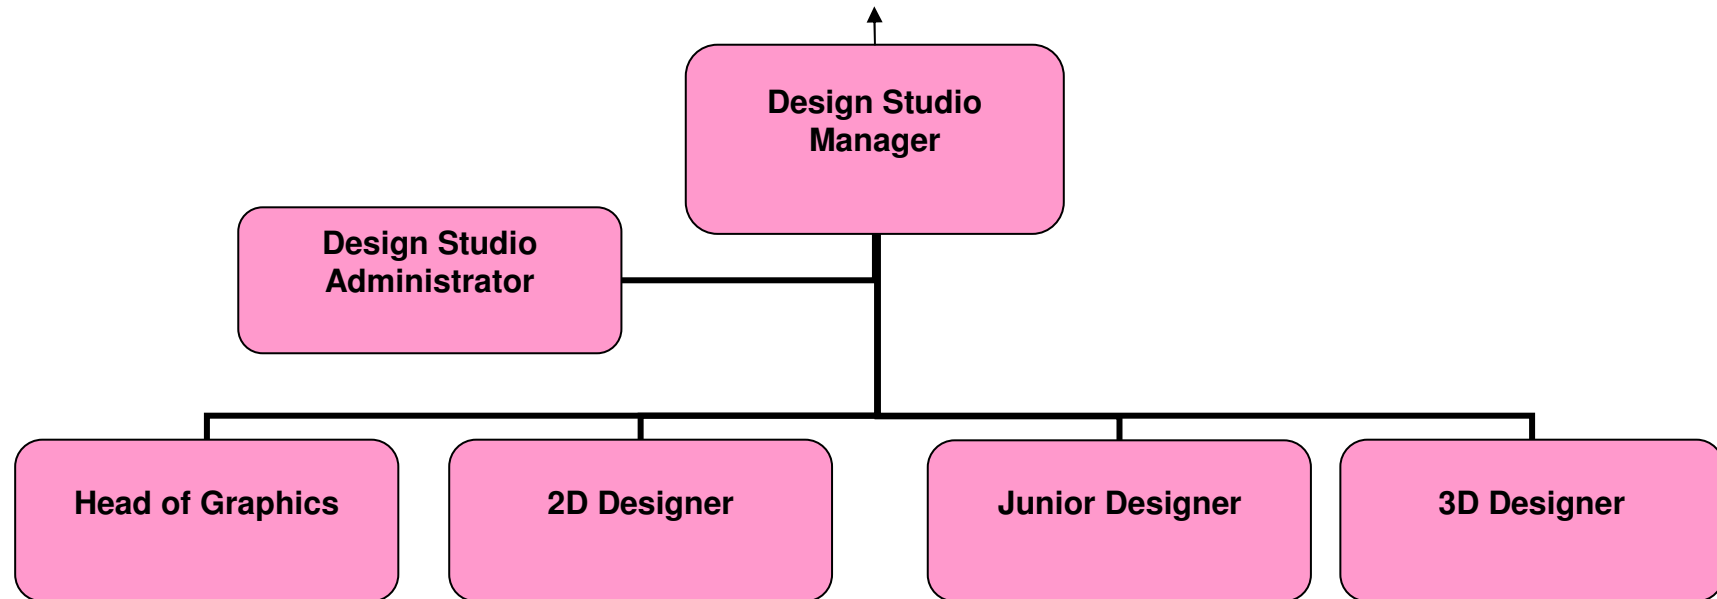 Design Studio
Manager
Design Studio
Administrator
Head of Graphics
2D Designer
Junior Designer
3D Designer